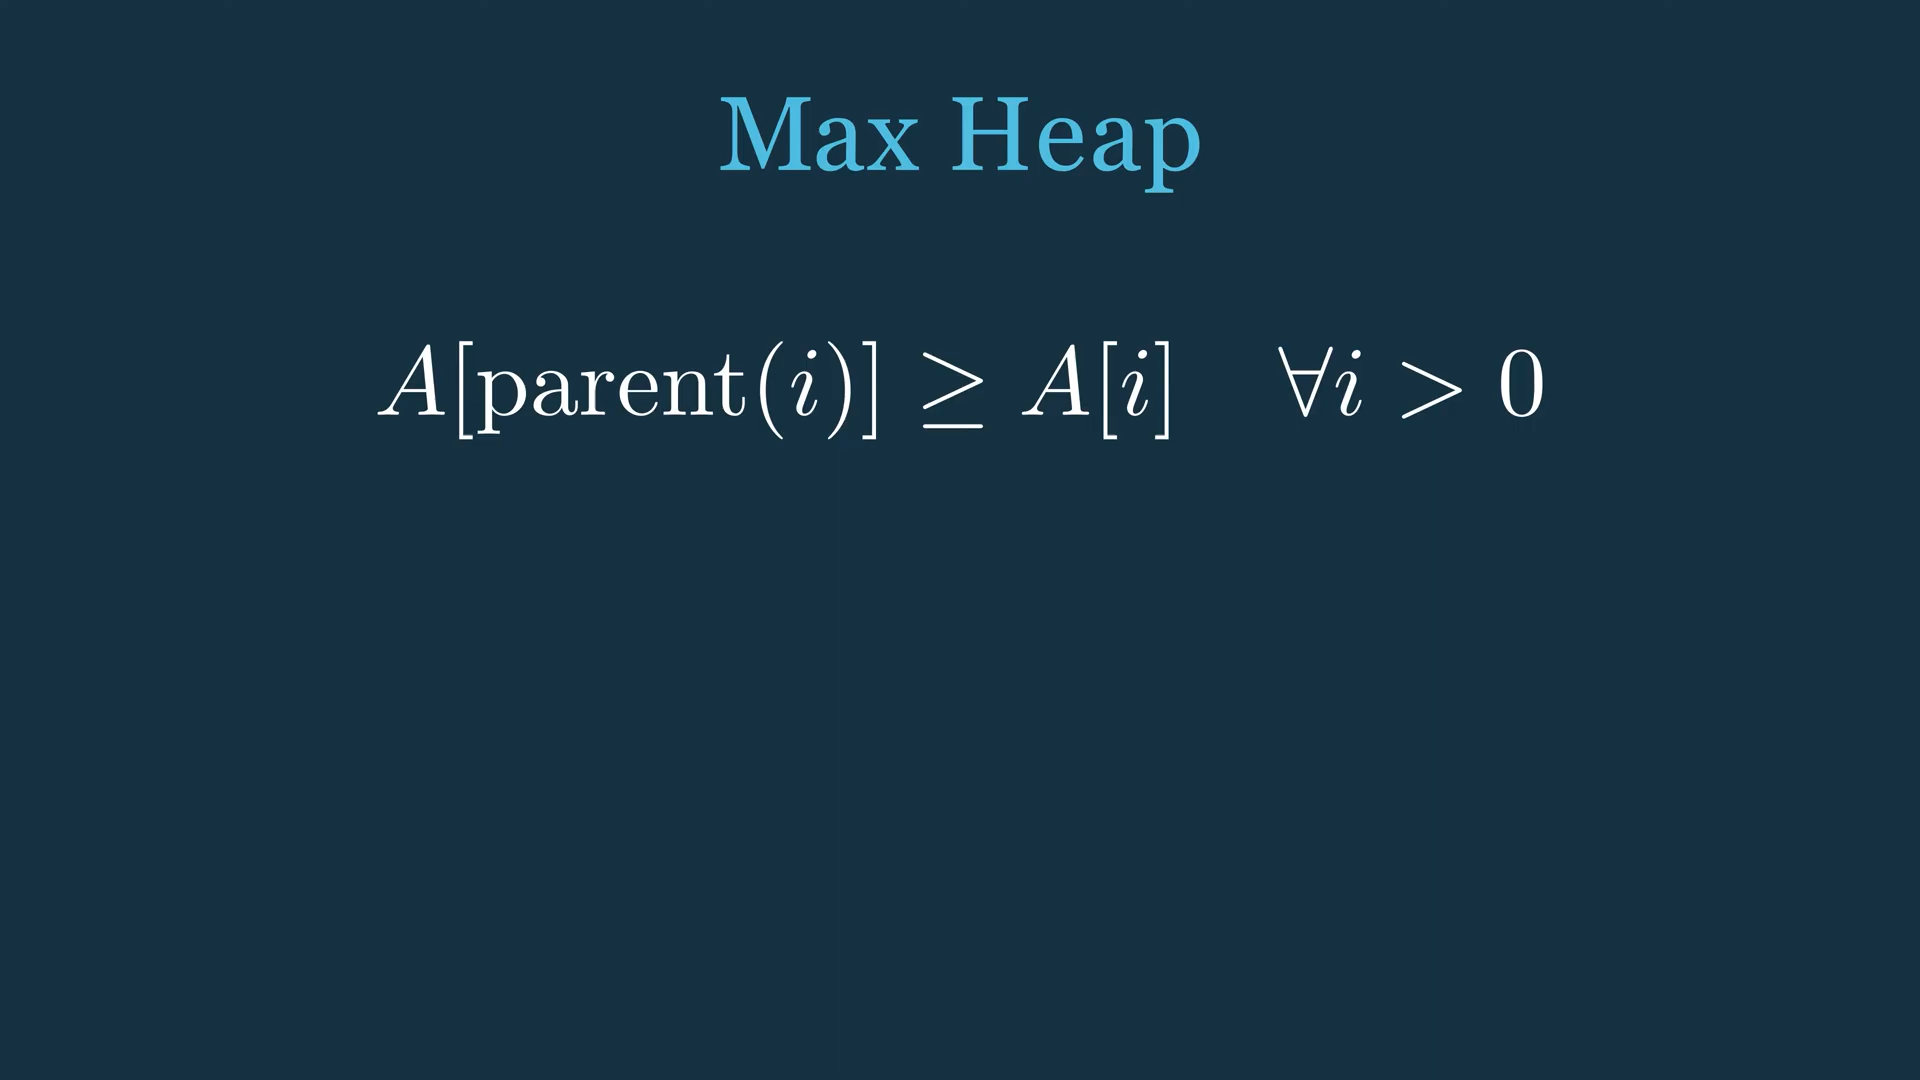 Max Heap
A[parent(i)] ≥ A[i] ∀i > 0